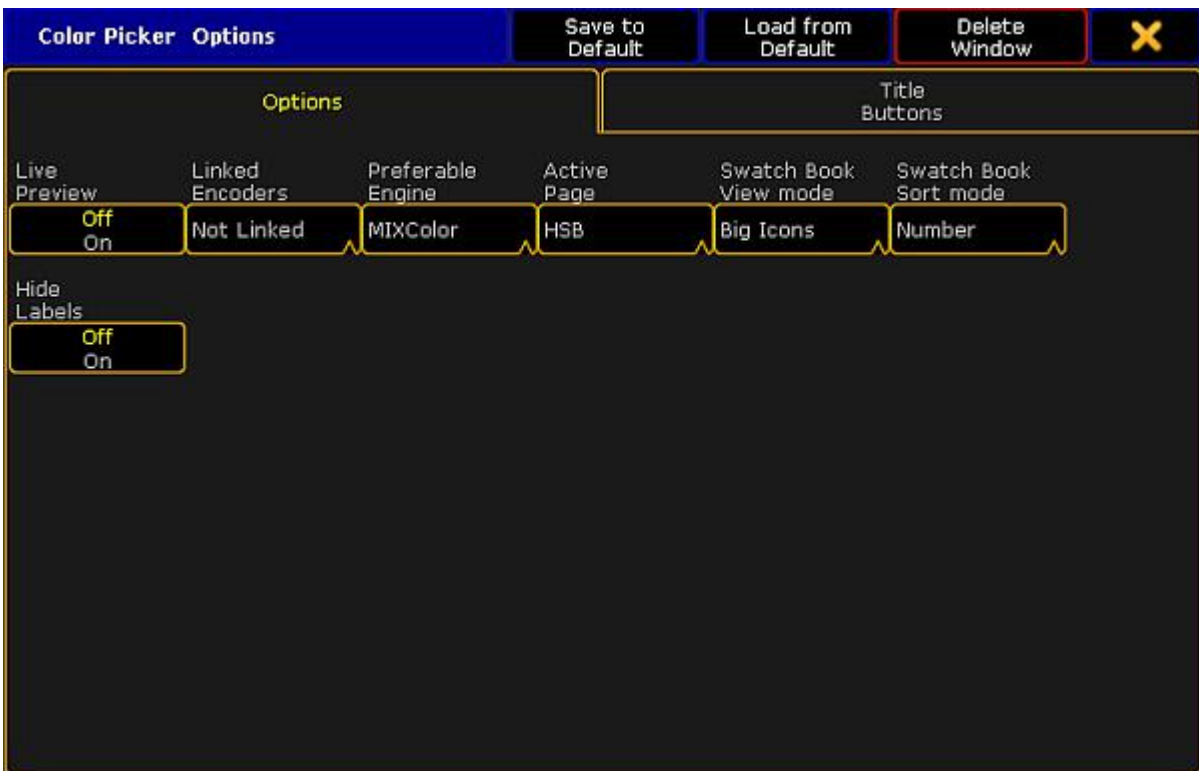 Color Picker Options
Save to
Default
Load from
Default
Delete
Window
Options
Title
Buttons
Live
Preview
Off
On
Linked
Encoders
Not Linked
Preferable
Engine
MIXColor
Active
Page
HSB
Swatch Book
View mode
Big Icons
Swatch Book
Sort mode
Number
Hide
Labels
Off
On